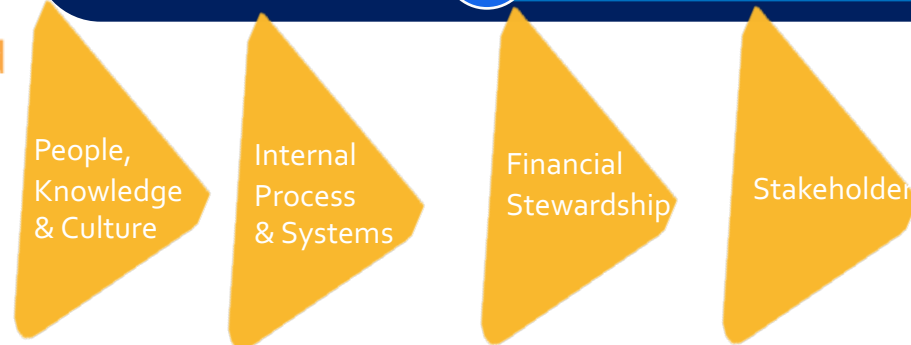 People,
Knowledge
& Culture
Internal
Process
& Systems
Financial
Stewardship
Stakeholder